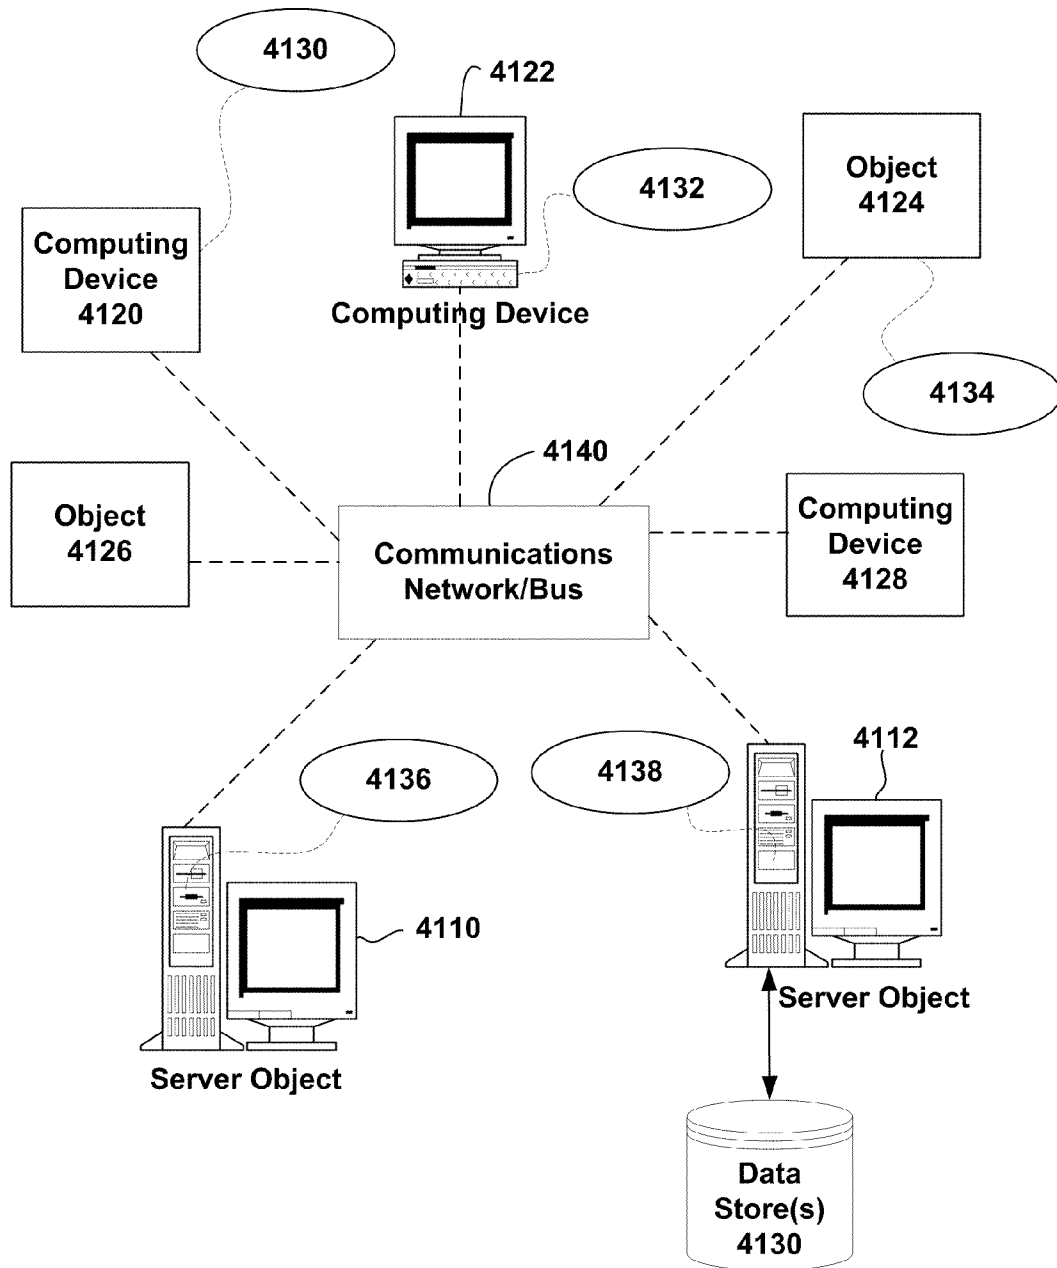 4130
4122
4132
Object
4124
Computing
Device
4120
Computing Device
4134
4140
Object
4126
Communications
Network/Bus
Computing
Device
4128
4136
4138
4112
4110
Server Object
Server Object
Data
Store(s)
4130